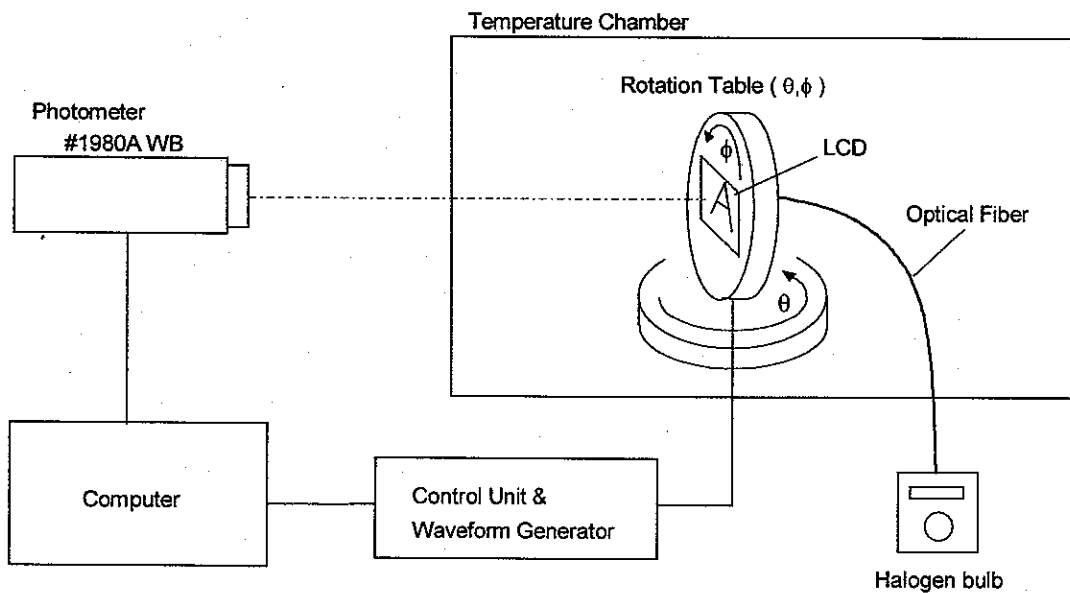 Temperature Chamber
Rotation Table ( θ,ϕ )
Photometer
#1980A WB
ϕ
LCD
A
Optical Fiber
θ
Computer
Control Unit &
Waveform Generator
Halogen bulb